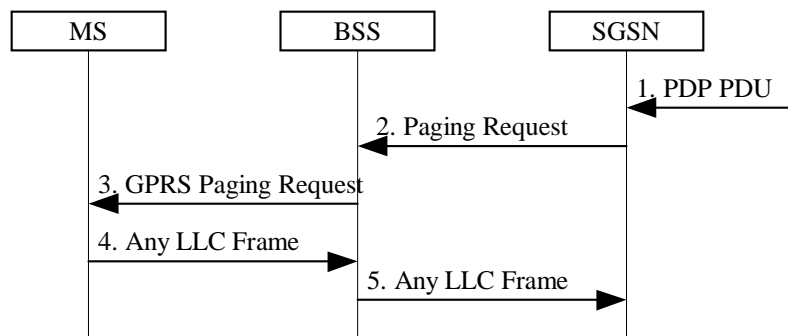 MS
BSS
SGSN
1. PDP PDU
2. Paging Request
3. GPRS Paging Request
4. Any LLC Frame
5. Any LLC Frame